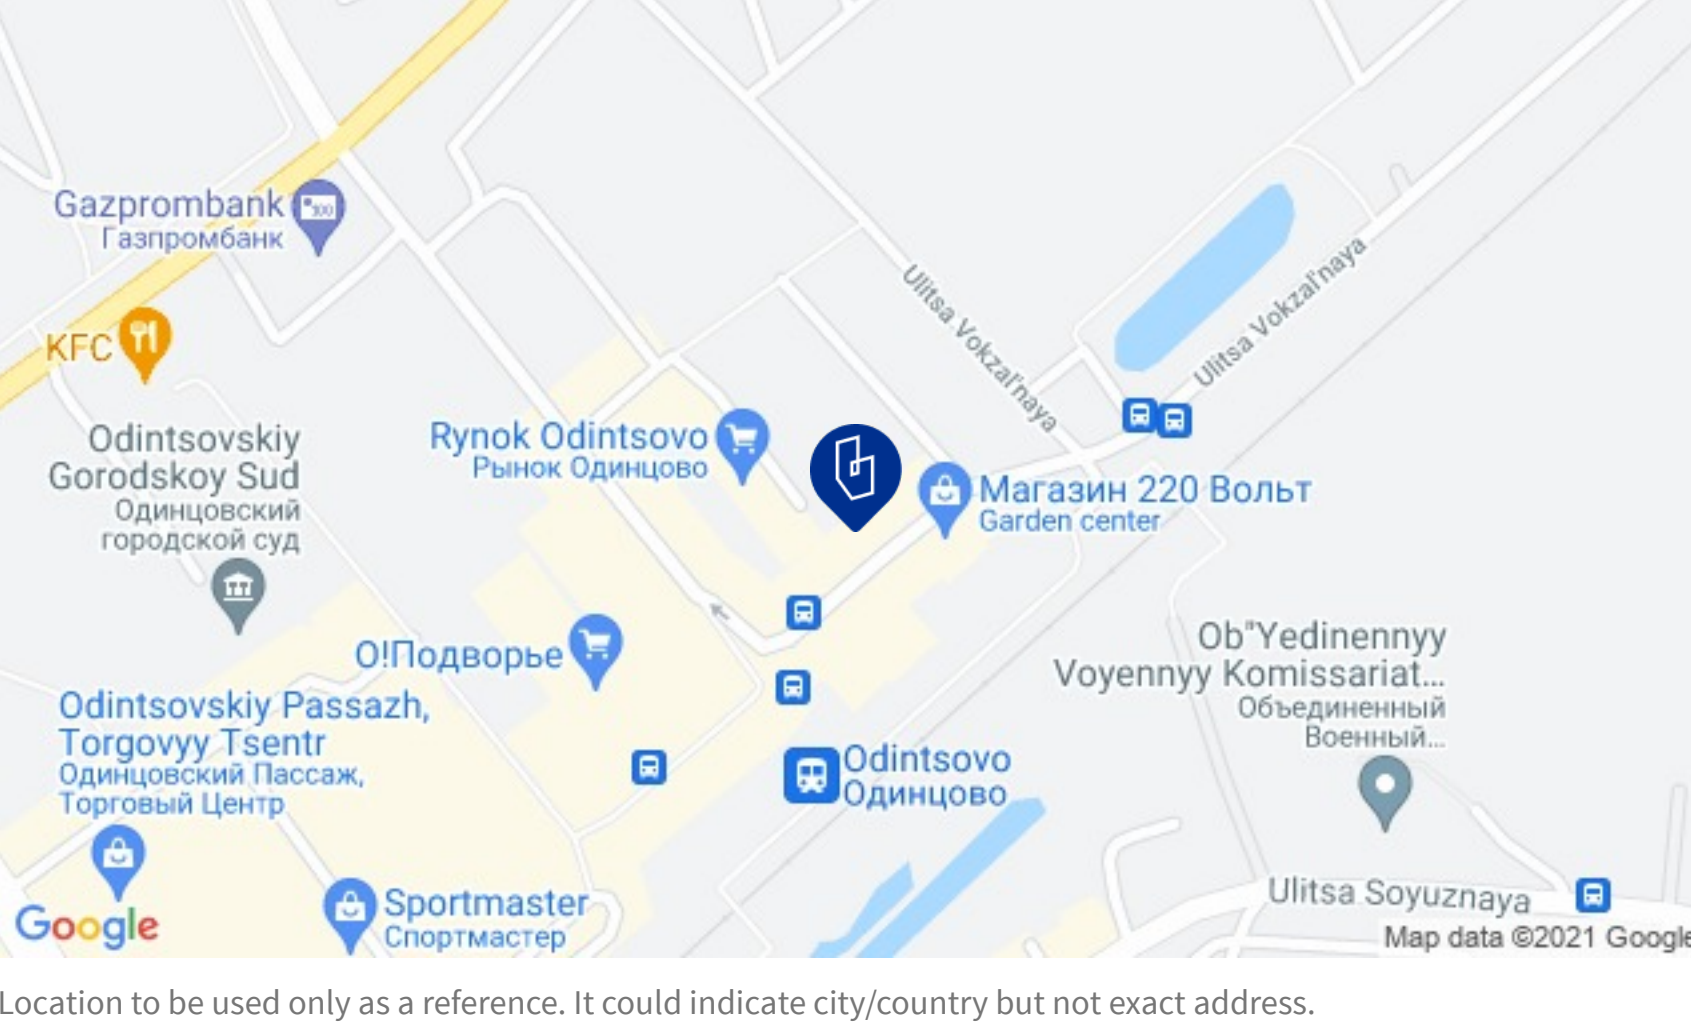 Gazprombank
Газпромбанк
KFC
Odintsovskiy
Gorodskoy Sud
Одинцовский
городской суд
Rynok Odintsovo
Рынок Одинцово
Ulitsa Vokzal'naya
Ulitsa Vokzal'naya
Магазин 220 Вольт
Garden center
О!Подворье
Ob"Yedinennyy
Voyennyy Komissariat...
Объединенный
Военный...
Odintsovskiy Passazh,
Torgovyy Tsentr
Одинцовский Пассаж,
Торговый Центр
Odintsovo
Одинцово
Sportmaster
Спортмастер
Ulitsa Soyuznaya
Google
Map data ©2021 Google
Location to be used only as a reference. It could indicate city/country but not exact address.